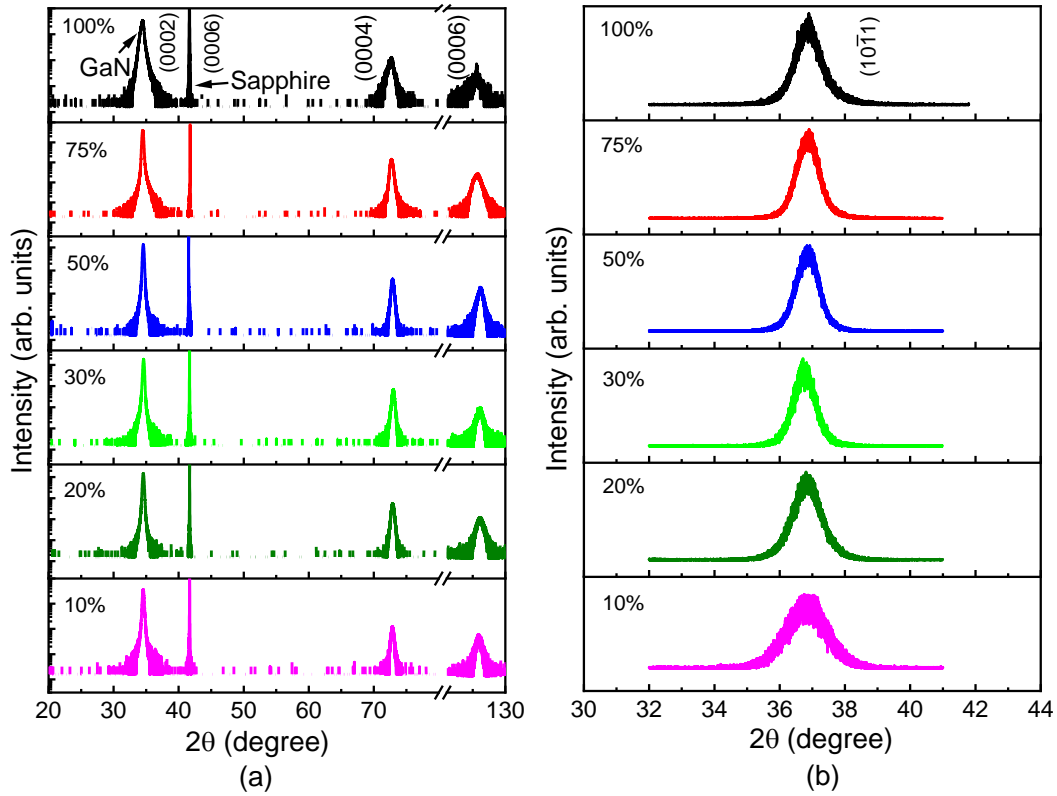 100%
GaN
(0002)
(0006)
Sapphire
(0004)
(0006)
75%
50%
30%
20%
10%
Intensity (arb. units)
20 30 40 50 60 70 130
2θ (degree)
(a)
100%
(101̄1)
75%
50%
30%
20%
10%
Intensity (arb. units)
30 32 34 36 38 40 42 44
2θ (degree)
(b)